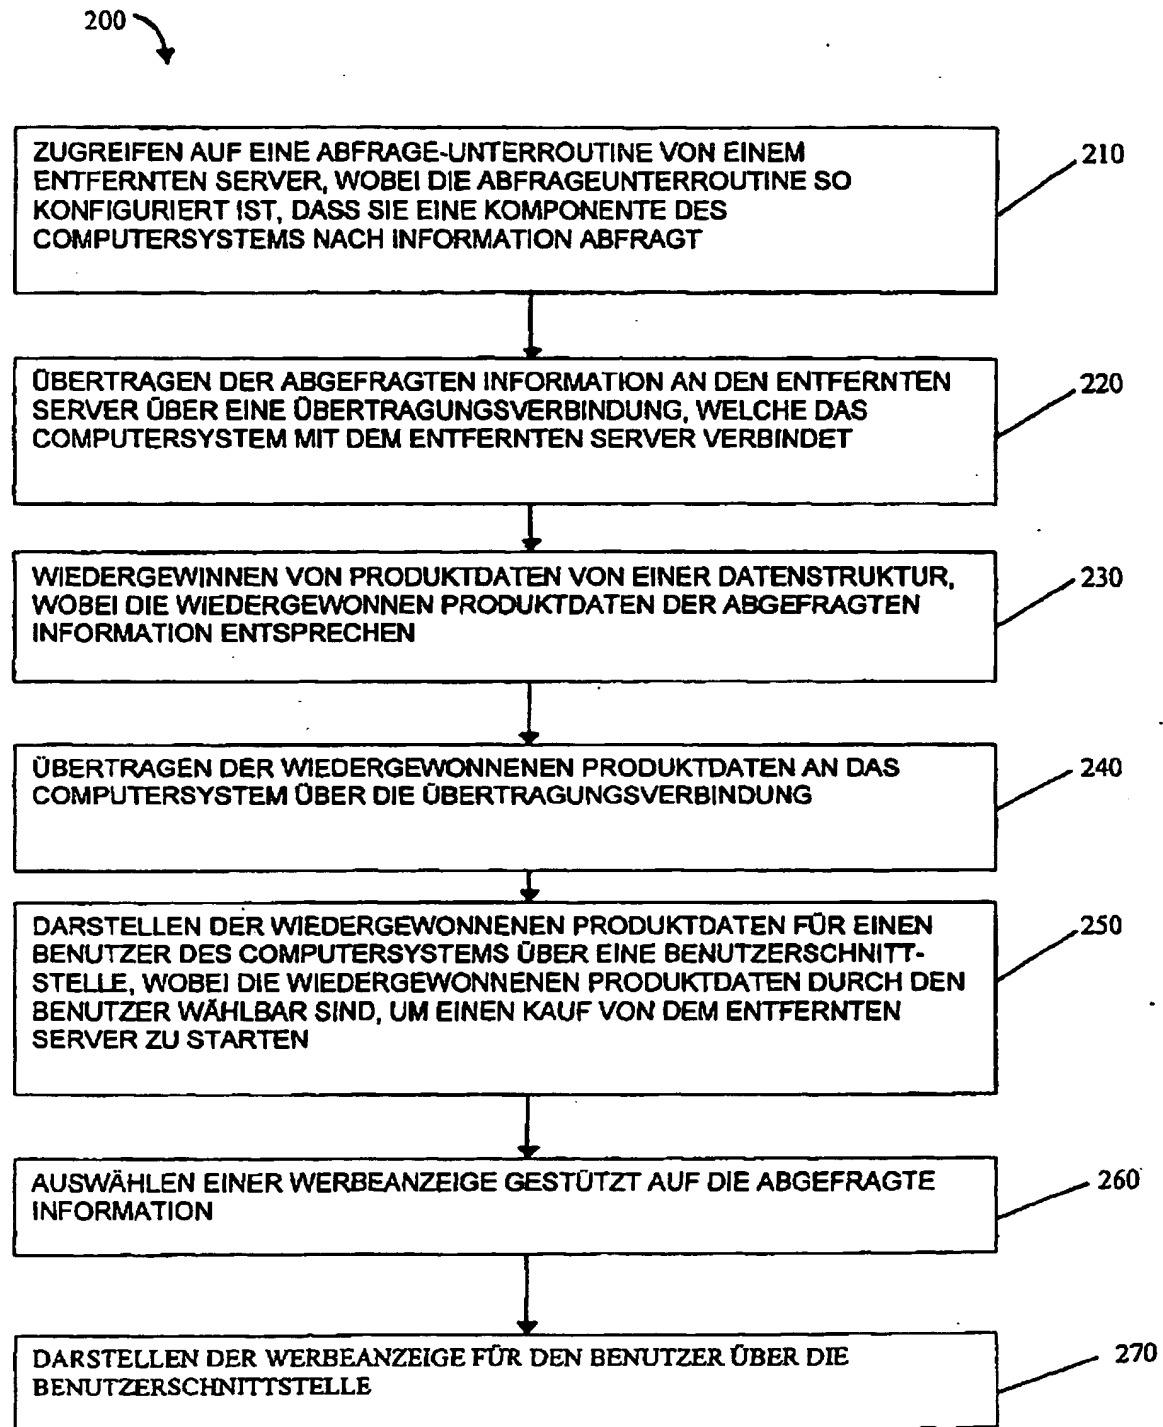 200
ZUGREIFEN AUF EINE ABFRAGE-UNTERROUTINE VON EINEM
ENTFERNTEN SERVER, WOBEI DIE ABFRAGEUNTERROUTINE SO
KONFIGURIERT IST, DASS SIE EINE KOMPONENTE DES
COMPUTERSYSTEMS NACH INFORMATION ABFRAGT
210
ÜBERTRAGEN DER ABGEFRAGTEN INFORMATION AN DEN ENTFERNTEN
SERVER ÜBER EINE ÜBERTRAGUNGSVERBINDUNG, WELCHE DAS
COMPUTERSYSTEM MIT DEM ENTFERNTEN SERVER VERBINDET
220
WIEDERGEWINNEN VON PRODUKTDATEN VON EINER DATENSTRUKTUR,
WOBEI DIE WIEDERGEWONNEN PRODUKTDATEN DER ABGEFRAGTEN
INFORMATION ENTSPRECHEN
230
ÜBERTRAGEN DER WIEDERGEWONNENEN PRODUKTDATEN AN DAS
COMPUTERSYSTEM ÜBER DIE ÜBERTRAGUNGSVERBINDUNG
240
DARSTELLEN DER WIEDERGEWONNENEN PRODUKTDATEN FÜR EINEN
BENUTZER DES COMPUTERSYSTEMS ÜBER EINE BENUTZERSCHNITT-
STELLE, WOBEI DIE WIEDERGEWONNENEN PRODUKTDATEN DURCH DEN
BENUTZER WÄHLBAR SIND, UM EINEN KAUF VON DEM ENTFERNTEN
SERVER ZU STARTEN
250
AUSWÄHLEN EINER WERBEANZEIGE GESTÜTZT AUF DIE ABGEFRAGTE
INFORMATION
260
DARSTELLEN DER WERBEANZEIGE FÜR DEN BENUTZER ÜBER DIE
BENUTZERSCHNITTSTELLE
270